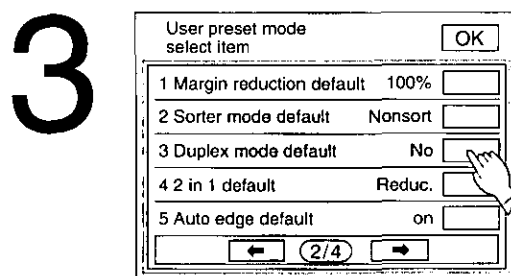 3
User preset mode
select item
OK
1 Margin reduction default 100%
2 Sorter mode default Nonsort
3 Duplex mode default No
4 2 in 1 default Reduc.
5 Auto edge default on
← (2/4) →